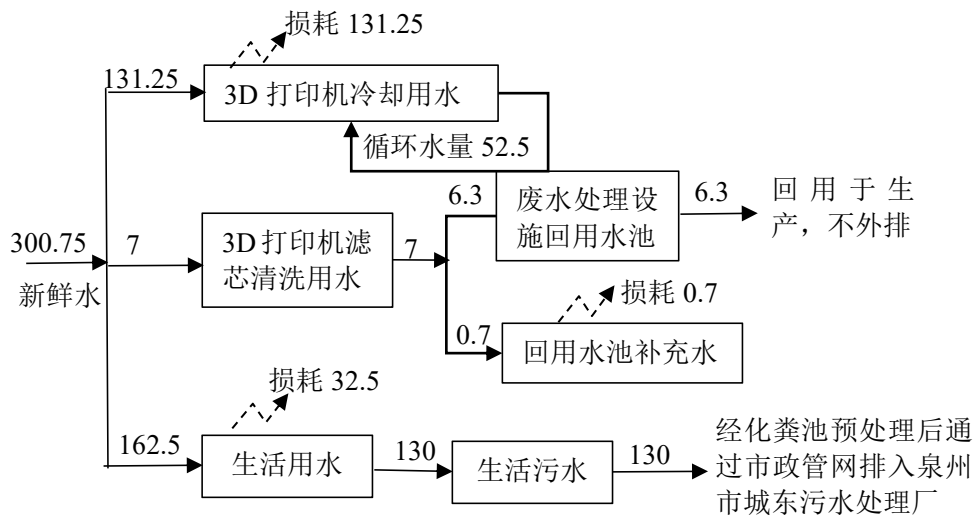 损耗 131.25
131.25
3D 打印机冷却用水
循环水量 52.5
6.3
废水处理设
施回用水池
6.3
回用于生
产，不外排
300.75
新鲜水
7
3D 打印机滤
芯清洗用水
7
损耗 0.7
0.7
回用水池补充水
损耗 32.5
162.5
生活用水
130
生活污水
130
经化粪池预处理后通
过市政管网排入泉州
市城东污水处理厂